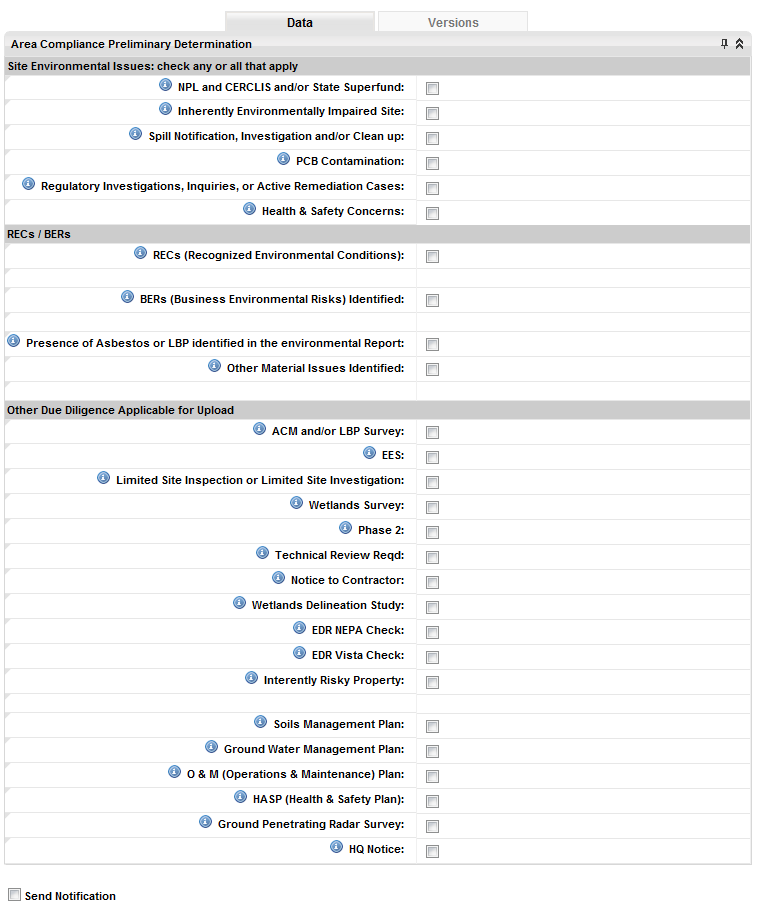 Data
Versions
Area Compliance Preliminary Determination
Site Environmental Issues: check any or all that apply
NPL and CERCLIS and/or State Superfund:
Inherently Environmentally Impaired Site:
Spill Notification, Investigation and/or Clean up:
PCB Contamination:
Regulatory Investigations, Inquiries, or Active Remediation Cases:
Health & Safety Concerns:
RECs / BERs
RECs (Recognized Environmental Conditions):
BERs (Business Environmental Risks) Identified:
Presence of Asbestos or LBP identified in the environmental Report:
Other Material Issues Identified:
Other Due Diligence Applicable for Upload
ACM and/or LBP Survey:
EES:
Limited Site Inspection or Limited Site Investigation:
Wetlands Survey:
Phase 2:
Technical Review Reqd:
Notice to Contractor:
Wetlands Delineation Study:
EDR NEPA Check:
EDR Vista Check:
Interently Risky Property:
Soils Management Plan:
Ground Water Management Plan:
O & M (Operations & Maintenance) Plan:
HASP (Health & Safety Plan):
Ground Penetrating Radar Survey:
HQ Notice:
Send Notification